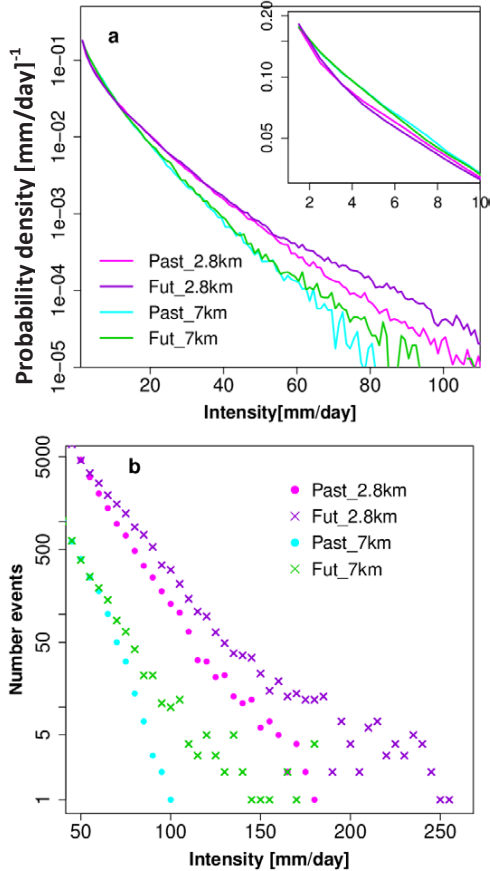 a
Probability density [mm/day]-1
1e-01
1e-02
1e-03
1e-04
1e-05
0.20
0.10
0.05
2 4 6 8 10
Past_2.8km
Fut_2.8km
Past_7km
Fut_7km
20 40 60 80 100
Intensity[mm/day]
b
Number events
5000
500
50
5
1
Past_2.8km
Fut_2.8km
Past_7km
Fut_7km
50 100 150 200 250
Intensity [mm/day]